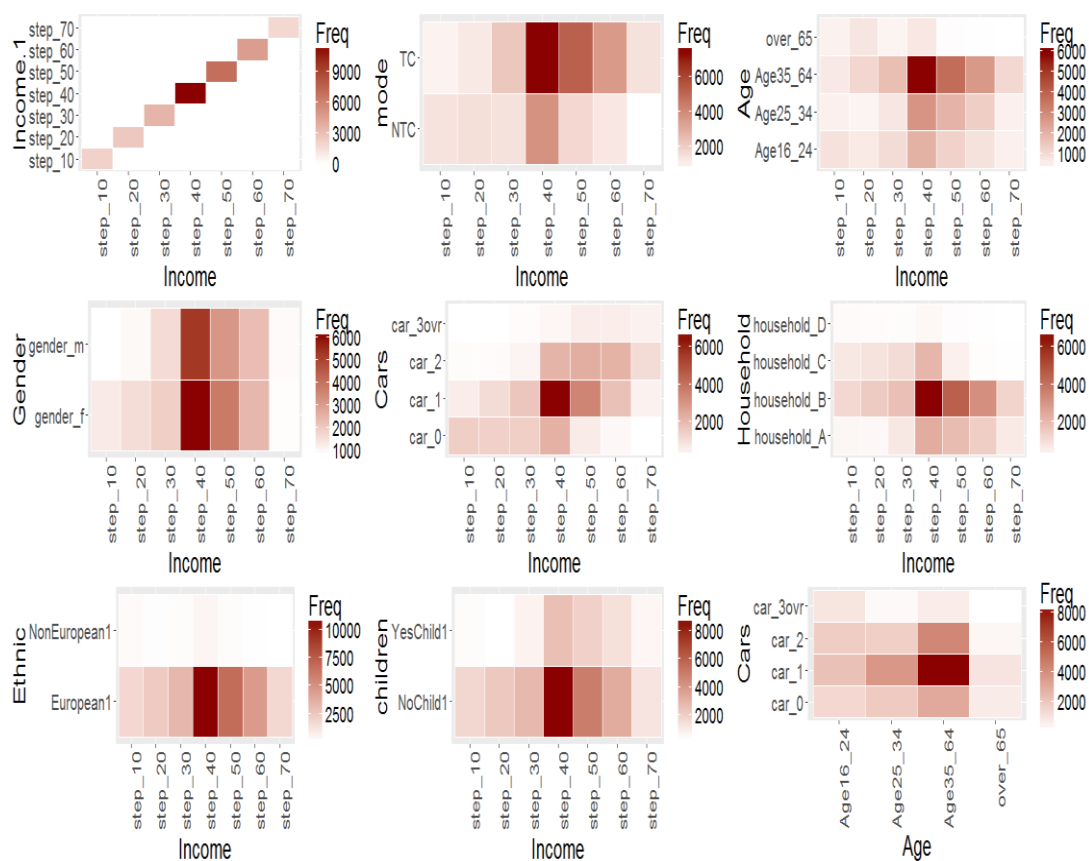 Income.1
step_70
step_60
step_50
step_40
step_30
step_20
step_10
step_10
step_20
step_30
step_40
step_50
step_60
step_70
Income
Freq
9000
6000
3000
0
mode
TC
NTC
step_10
step_20
step_30
step_40
step_50
step_60
step_70
Income
Freq
6000
4000
2000
Age
over_65
Age35_64
Age25_34
Age16_24
step_10
step_20
step_30
step_40
step_50
step_60
step_70
Income
Freq
6000
5000
4000
3000
2000
1000
Gender
gender_m
gender_f
step_10
step_20
step_30
step_40
step_50
step_60
step_70
Income
Freq
6000
5000
4000
3000
2000
1000
Cars
car_3ovr
car_2
car_1
car_0
step_10
step_20
step_30
step_40
step_50
step_60
step_70
Income
Freq
6000
4000
2000
Household
household_D
household_C
household_B
household_A
step_10
step_20
step_30
step_40
step_50
step_60
step_70
Income
Freq
6000
4000
2000
Ethnic
NonEuropean1
European1
step_10
step_20
step_30
step_40
step_50
step_60
step_70
Income
Freq
10000
7500
5000
2500
children
YesChild1
NoChild1
step_10
step_20
step_30
step_40
step_50
step_60
step_70
Income
Freq
8000
6000
4000
2000
Cars
car_3ovr
car_2
car_1
car_0
Age16_24
Age25_34
Age35_64
over_65
Age
Freq
8000
6000
4000
2000